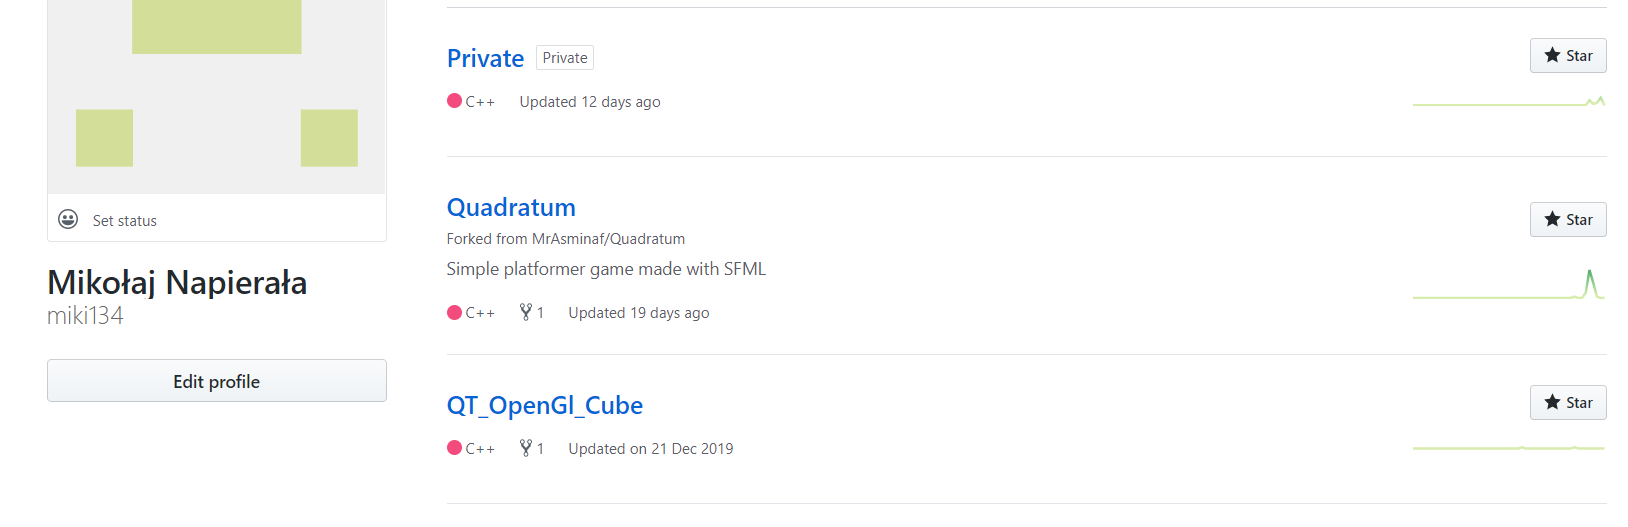 Set status
Mikołaj Napierała
miki134
Edit profile
Private Private
Star
C++ Updated 12 days ago
Quadratum
Star
Forked from MrAsminaf/Quadratum
Simple platformer game made with SFML
C++ 1 Updated 19 days ago
QT_OpenGl_Cube
Star
C++ 1 Updated on 21 Dec 2019